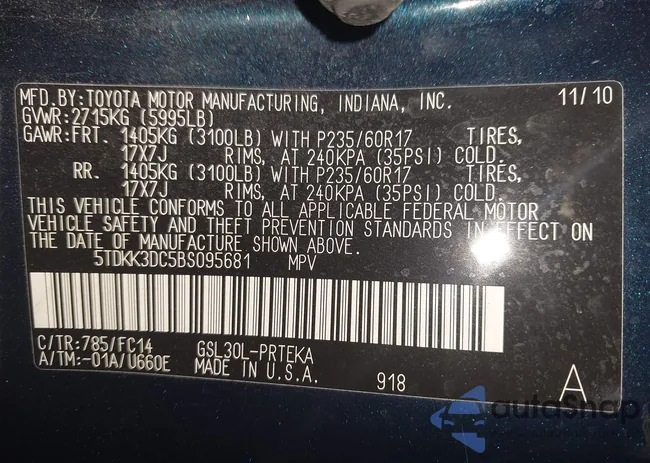 MFD.BY:TOYOTA MOTOR MANUFACTURING, INDIANA, INC. 11/10
GVWR:2715KG (5995LB)
GAWR:FRT. 1405KG (3100LB) WITH P235/60R17 TIRES,
17X7J RIMS, AT 240KPA (35PSI) COLD.
RR. 1405KG (3100LB) WITH P235/60R17 TIRES,
17X7J RIMS, AT 240KPA (35PSI) COLD.
THIS VEHICLE CONFORMS TO ALL APPLICABLE FEDERAL MOTOR
VEHICLE SAFETY AND THEFT PREVENTION STANDARDS IN EFFECT ON
THE DATE OF MANUFACTURE SHOWN ABOVE.
5TDKK3DC5BS095681 MPV
C/TR:785/FC14 GSL30L-PRTEKA
A/TM:-01A/U660E MADE IN U.S.A. 918 A
autoSnap